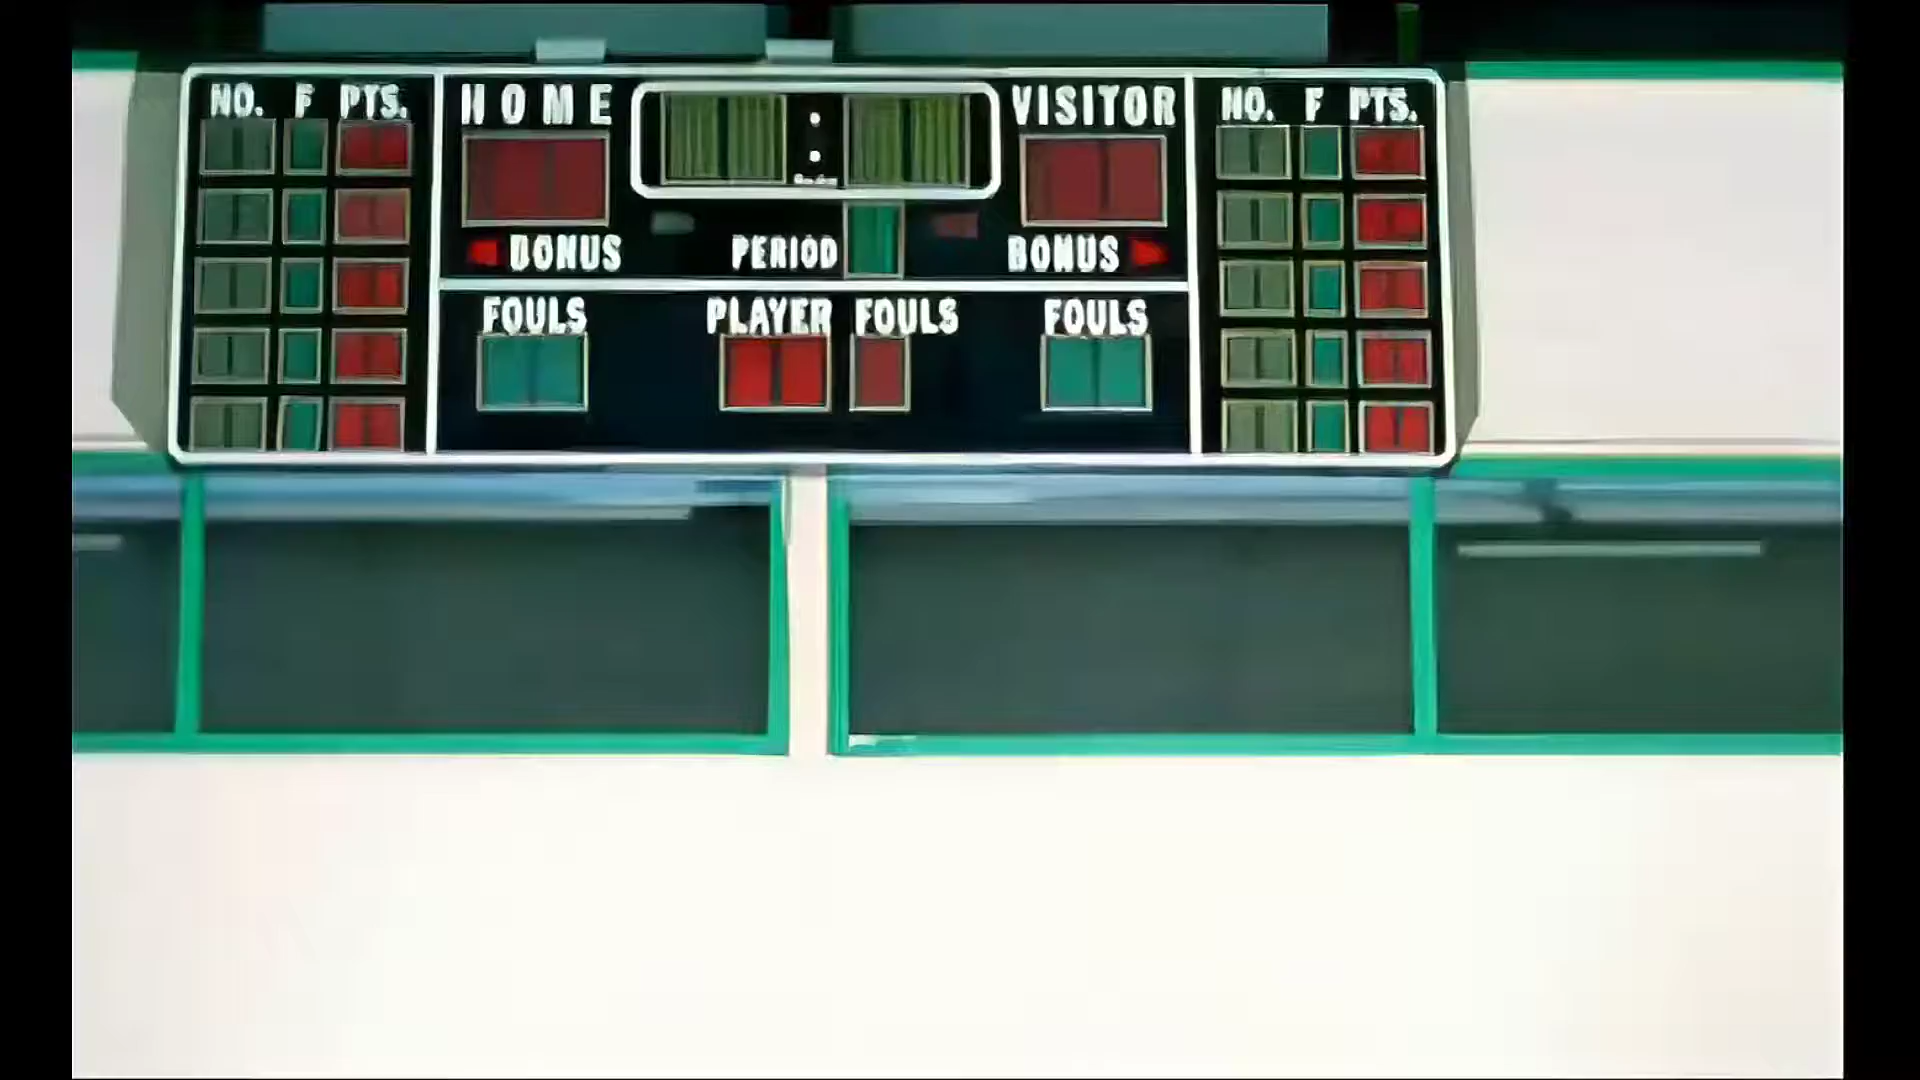 NO. F PTS.
HOME
:
VISITOR
NO. F PTS.
BONUS
PERIOD
BONUS
FOULS
PLAYER FOULS
FOULS